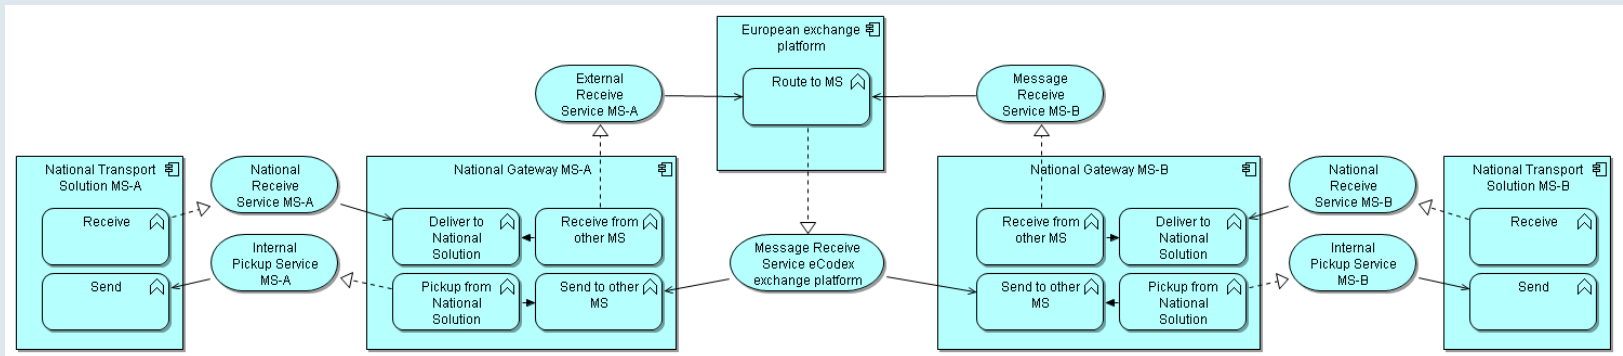 European exchange
platform
Route to MS
External
Receive
Service MS-A
Message
Receive
Service MS-B
National Transport
Solution MS-A
Receive
Send
National
Receive
Service MS-A
Internal
Pickup Service
MS-A
National Gateway MS-A
Deliver to
National
Solution
Receive from
other MS
Pickup from
National
Solution
Send to other
MS
Message Receive
Service eCodex
exchange platform
National Gateway MS-B
Receive from
other MS
Deliver to
National
Solution
Send to other
MS
Pickup from
National
Solution
National
Receive
Service MS-B
Internal
Pickup Service
MS-B
National Transport
Solution MS-B
Receive
Send